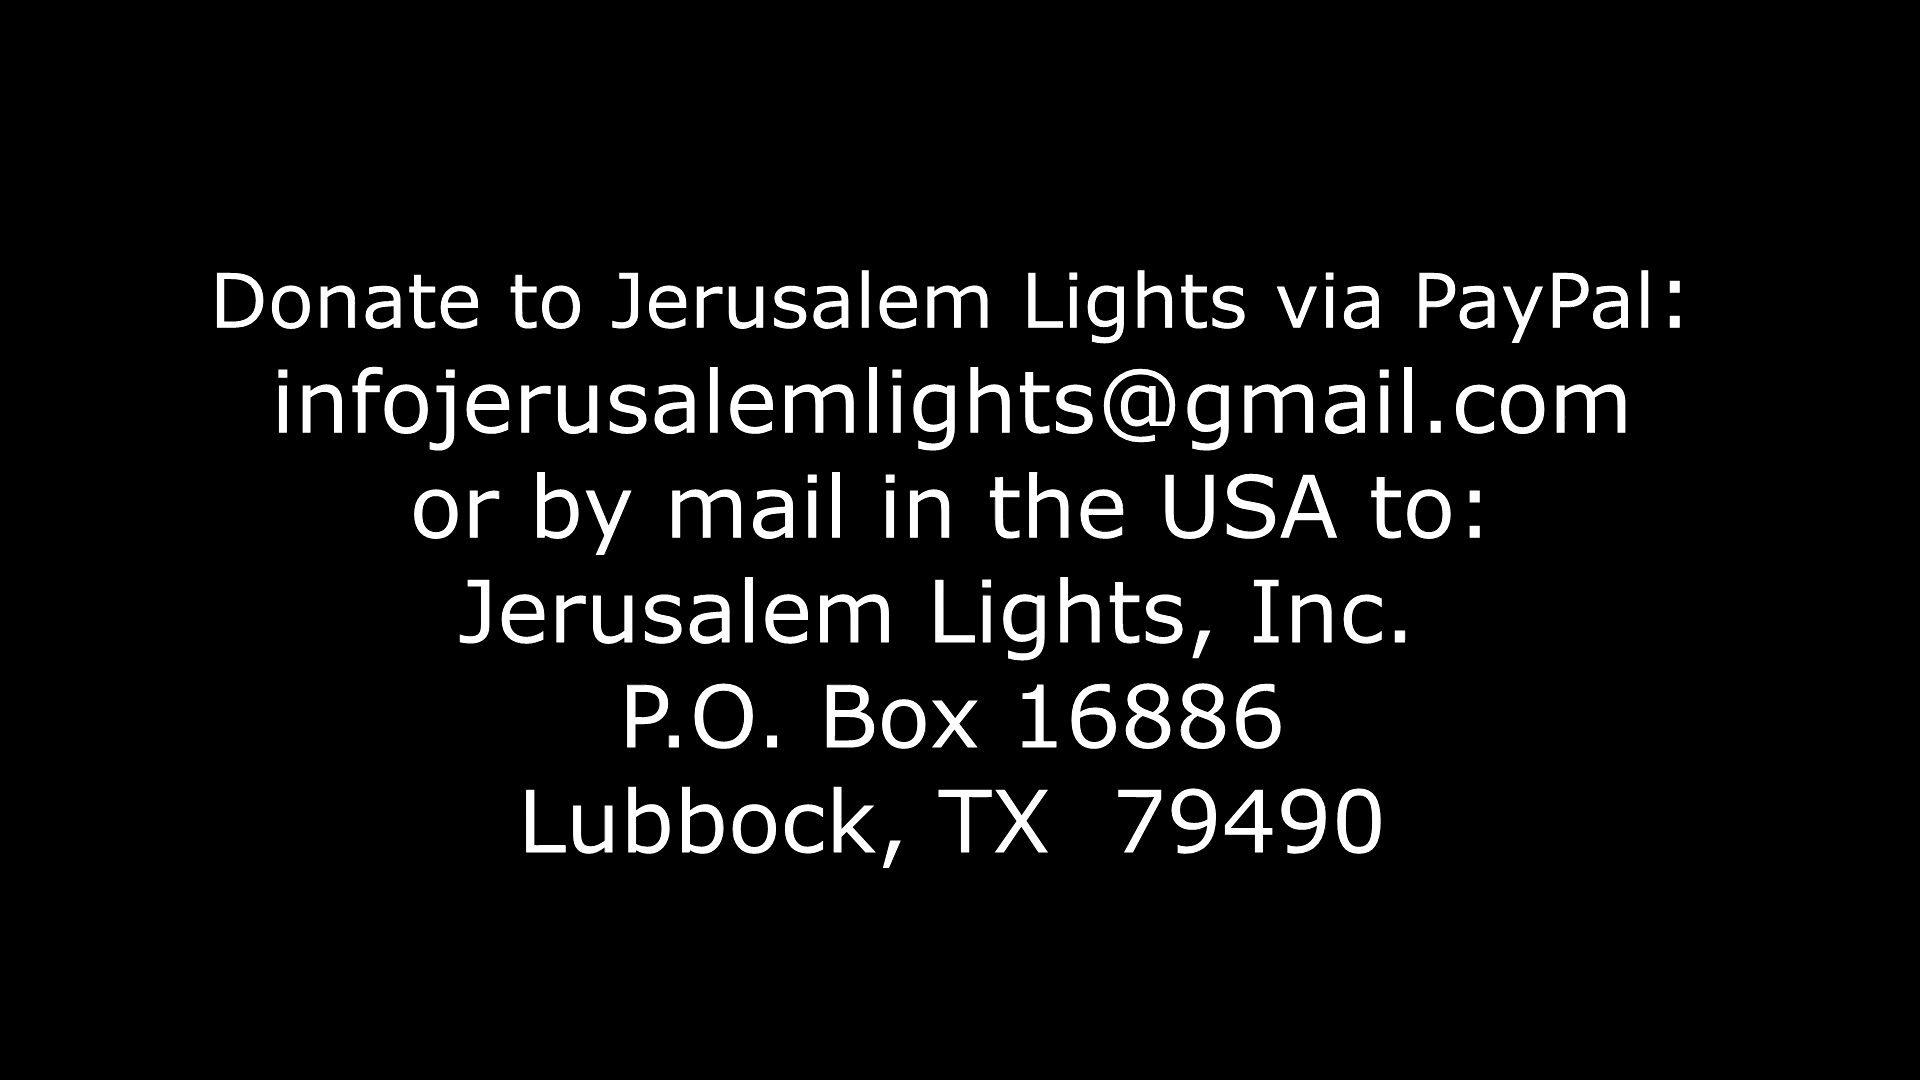 Donate to Jerusalem Lights via PayPal:
infojerusalemlights@gmail.com
or by mail in the USA to:
Jerusalem Lights, Inc.
P.O. Box 16886
Lubbock, TX  79490